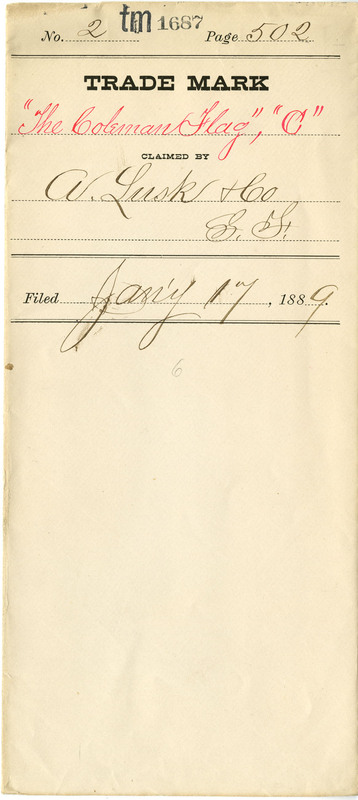 tm 1687
No. 2 Page 502
TRADE MARK
"The Coleman Flag", "C"
CLAIMED BY
A. Lusk & Co
S. F.
Filed Jan'y 17, 1889.
6